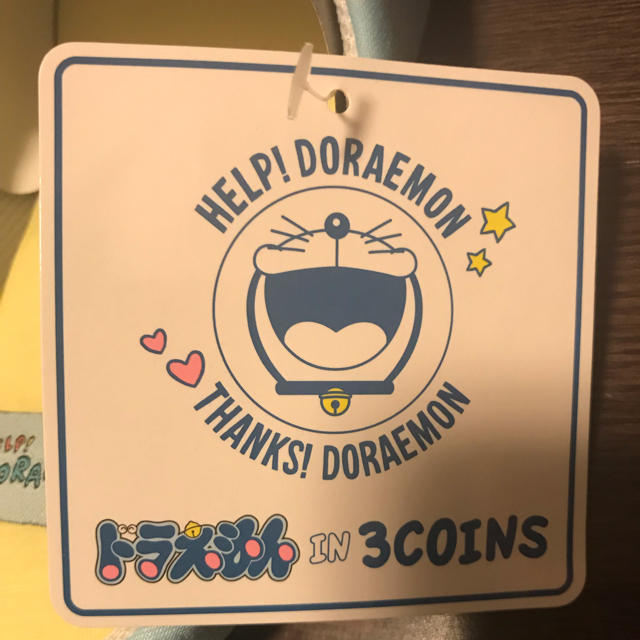 HELP! DORAEMON
THANKS! DORAEMON
ドラえもん IN 3COINS